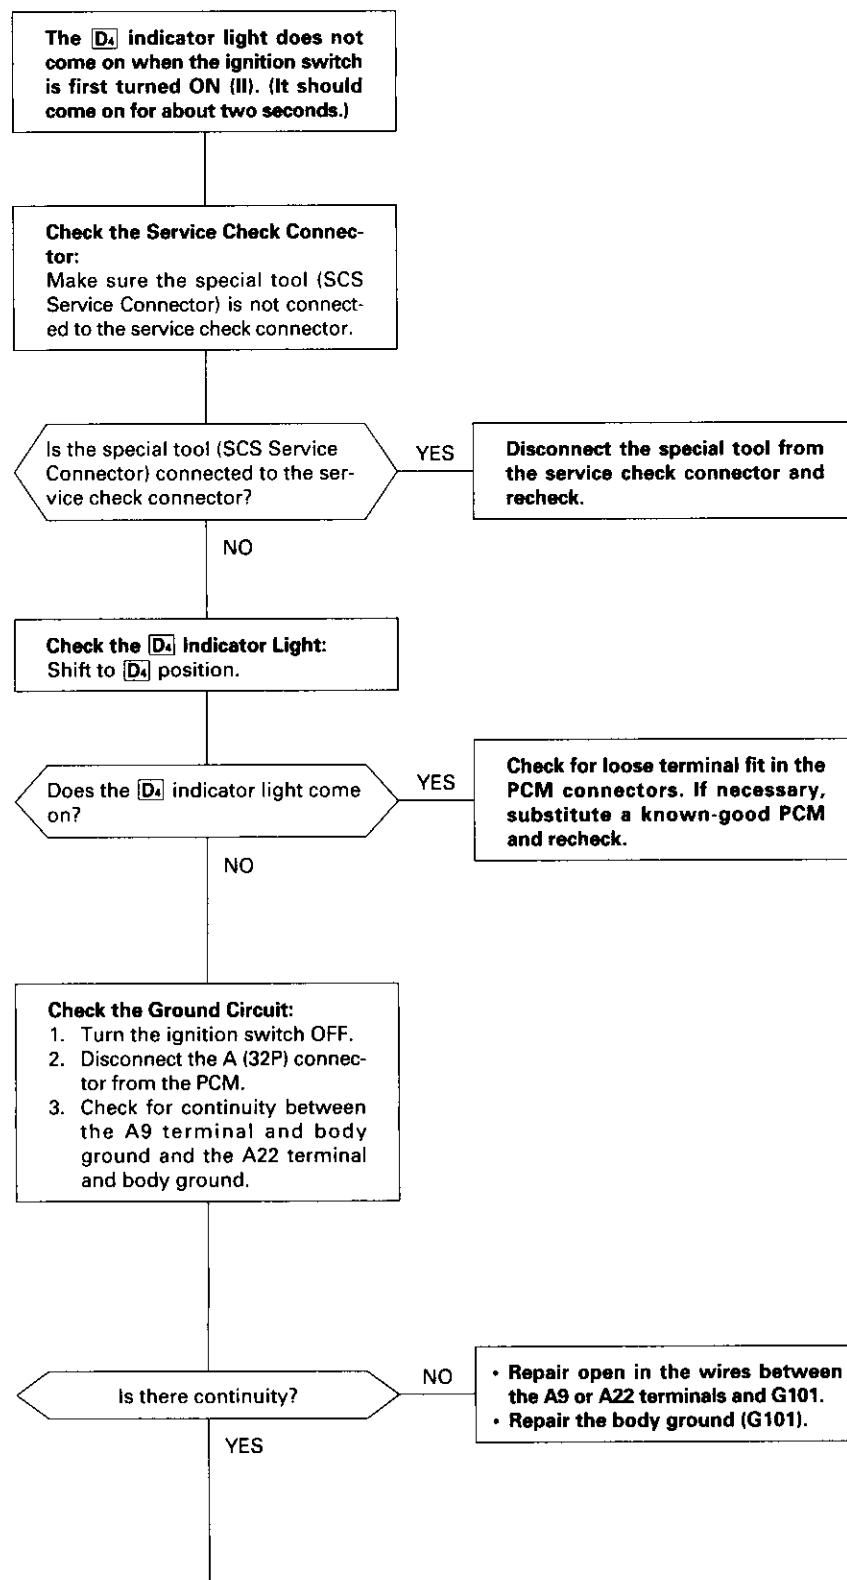 The D4 indicator light does not
come on when the ignition switch
is first turned ON (II). (It should
come on for about two seconds.)
Check the Service Check Connec-
tor:
Make sure the special tool (SCS
Service Connector) is not connect-
ed to the service check connector.
Is the special tool (SCS Service
Connector) connected to the ser-
vice check connector?
YES
Disconnect the special tool from
the service check connector and
recheck.
NO
Check the D4 Indicator Light:
Shift to D4 position.
Does the D4 indicator light come
on?
YES
Check for loose terminal fit in the
PCM connectors. If necessary,
substitute a known-good PCM
and recheck.
NO
Check the Ground Circuit:
1. Turn the ignition switch OFF.
2. Disconnect the A (32P) connec-
tor from the PCM.
3. Check for continuity between
the A9 terminal and body
ground and the A22 terminal
and body ground.
Is there continuity?
NO
• Repair open in the wires between
the A9 or A22 terminals and G101.
• Repair the body ground (G101).
YES